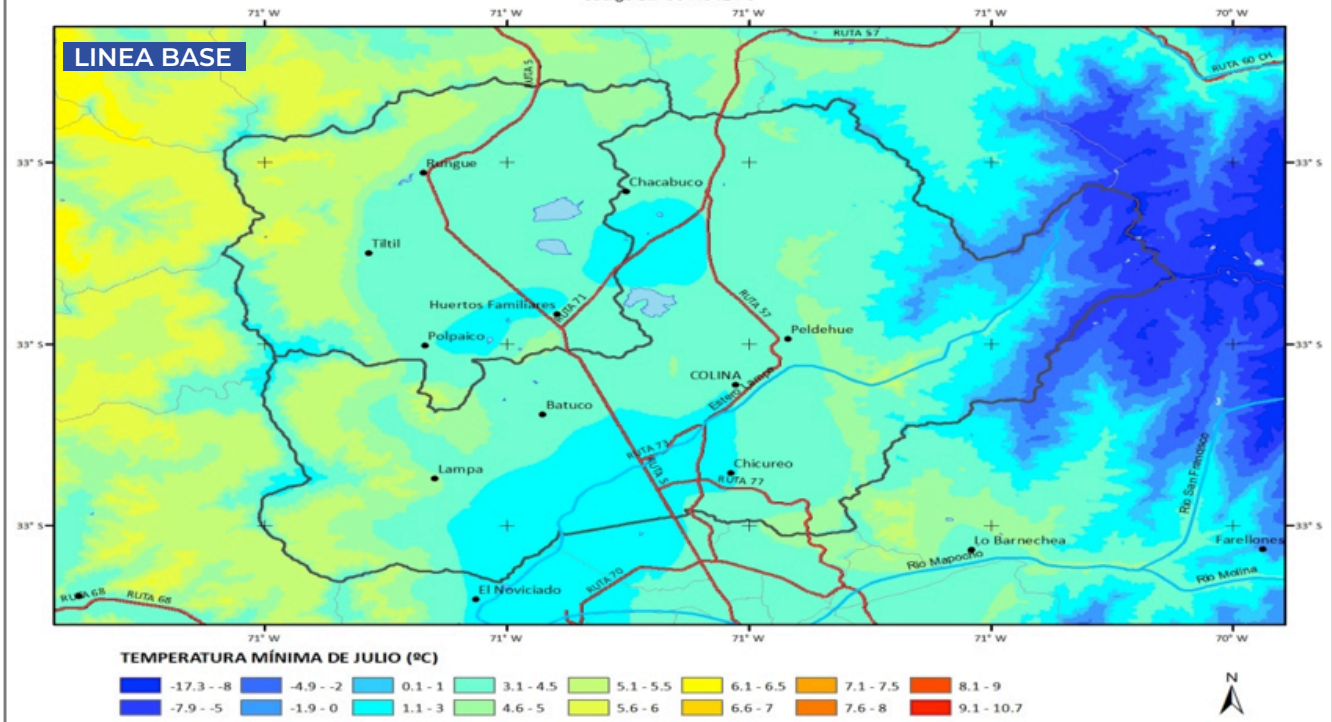 71° W 71° W 71° W 71° W 70° W
LINEA BASE
RUTA 5
RUTA 57
RUTA 60 CH
33° S 33° S
Rungue
Chacabuco
Tiltil
Huertos Familiares
RUTA 71
RUTA 57
Polpaico
Peldehue
33° S 33° S
COLINA
Estero Lampa
Batuco
RUTA 73
RUTA 5
Chicureo
Lampa
RUTA 77
Río San Francisco
33° S 33° S
Lo Barnechea
Farellones
Río Mapocho
Río Molina
RUTA 70
El Noviciado
RUTA 68
RUTA 68
71° W 71° W 71° W 71° W 70° W
TEMPERATURA MÍNIMA DE JULIO (ºC)
-17.3 - -8 -4.9 - -2 0.1 - 1 3.1 - 4.5 5.1 - 5.5 6.1 - 6.5 7.1 - 7.5 8.1 - 9
-7.9 - -5 -1.9 - 0 1.1 - 3 4.6 - 5 5.6 - 6 6.6 - 7 7.6 - 8 9.1 - 10.7
N